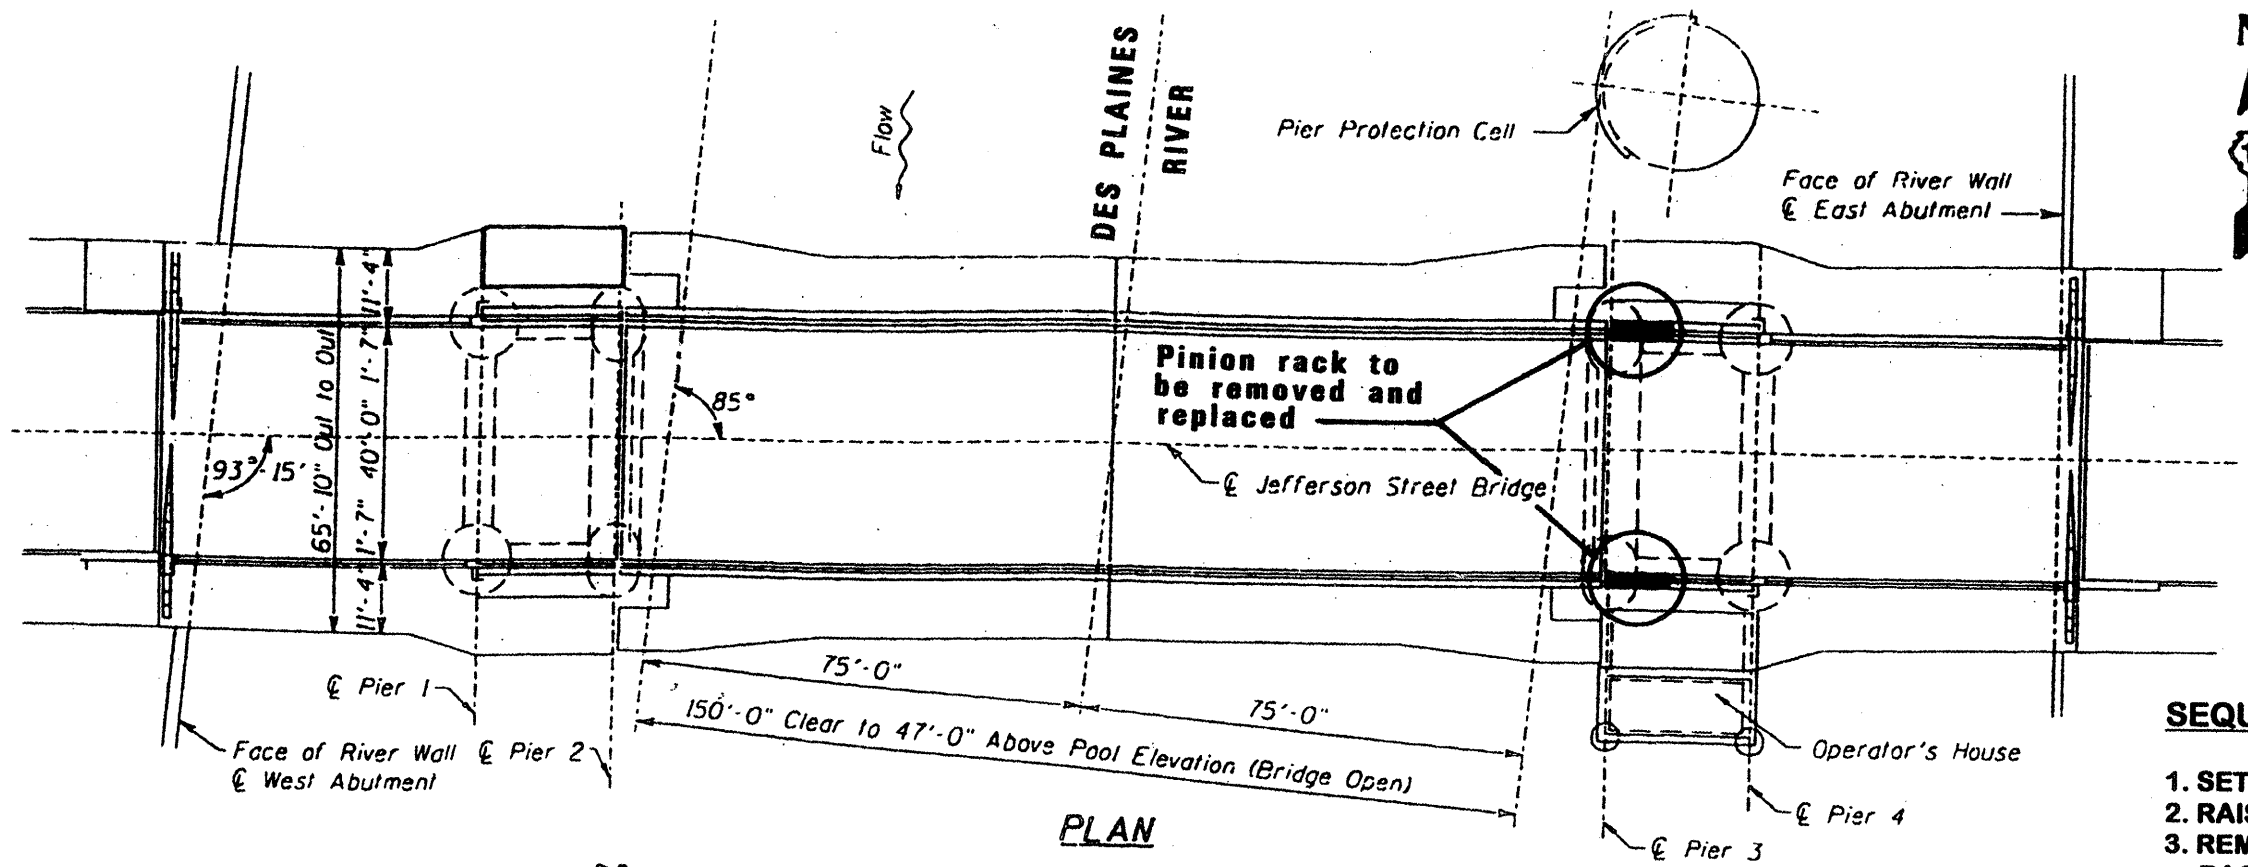 DES PLAINES
RIVER
Flow
Pier Protection Cell
Face of River Wall
℄ East Abutment
11'-4"
1'-7"
40'-0"
1'-7"
11'-4"
65'-10" Out to Out
93°-15'
85°
Pinion rack to
be removed and
replaced
℄ Jefferson Street Bridge
75'-0"
75'-0"
150'-0" Clear to 47'-0" Above Pool Elevation (Bridge Open)
℄ Pier 1
Face of River Wall
℄ West Abutment
℄ Pier 2
Operator's House
℄ Pier 4
℄ Pier 3
PLAN
SEQU
1. SET
2. RAIS
3. REM